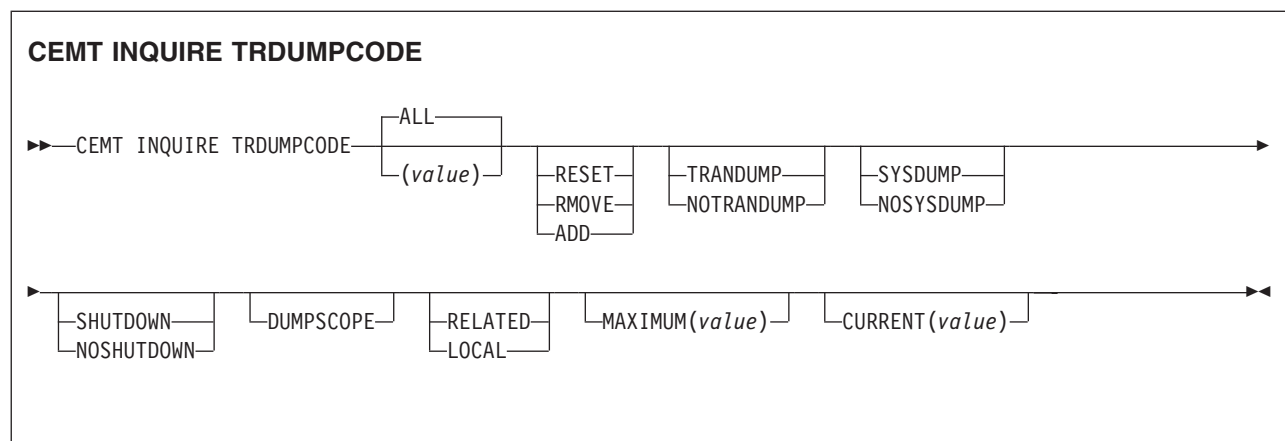 CEMT INQUIRE TRDUMPCODE
ALL
CEMT INQUIRE TRDUMPCODE
(value)
RESET
TRANDUMP
SYSDUMP
RMOVE
NOTRANDUMP
NOSYSDUMP
ADD
SHUTDOWN
DUMPSCOPE
RELATED
MAXIMUM(value)
CURRENT(value)
NOSHUTDOWN
LOCAL